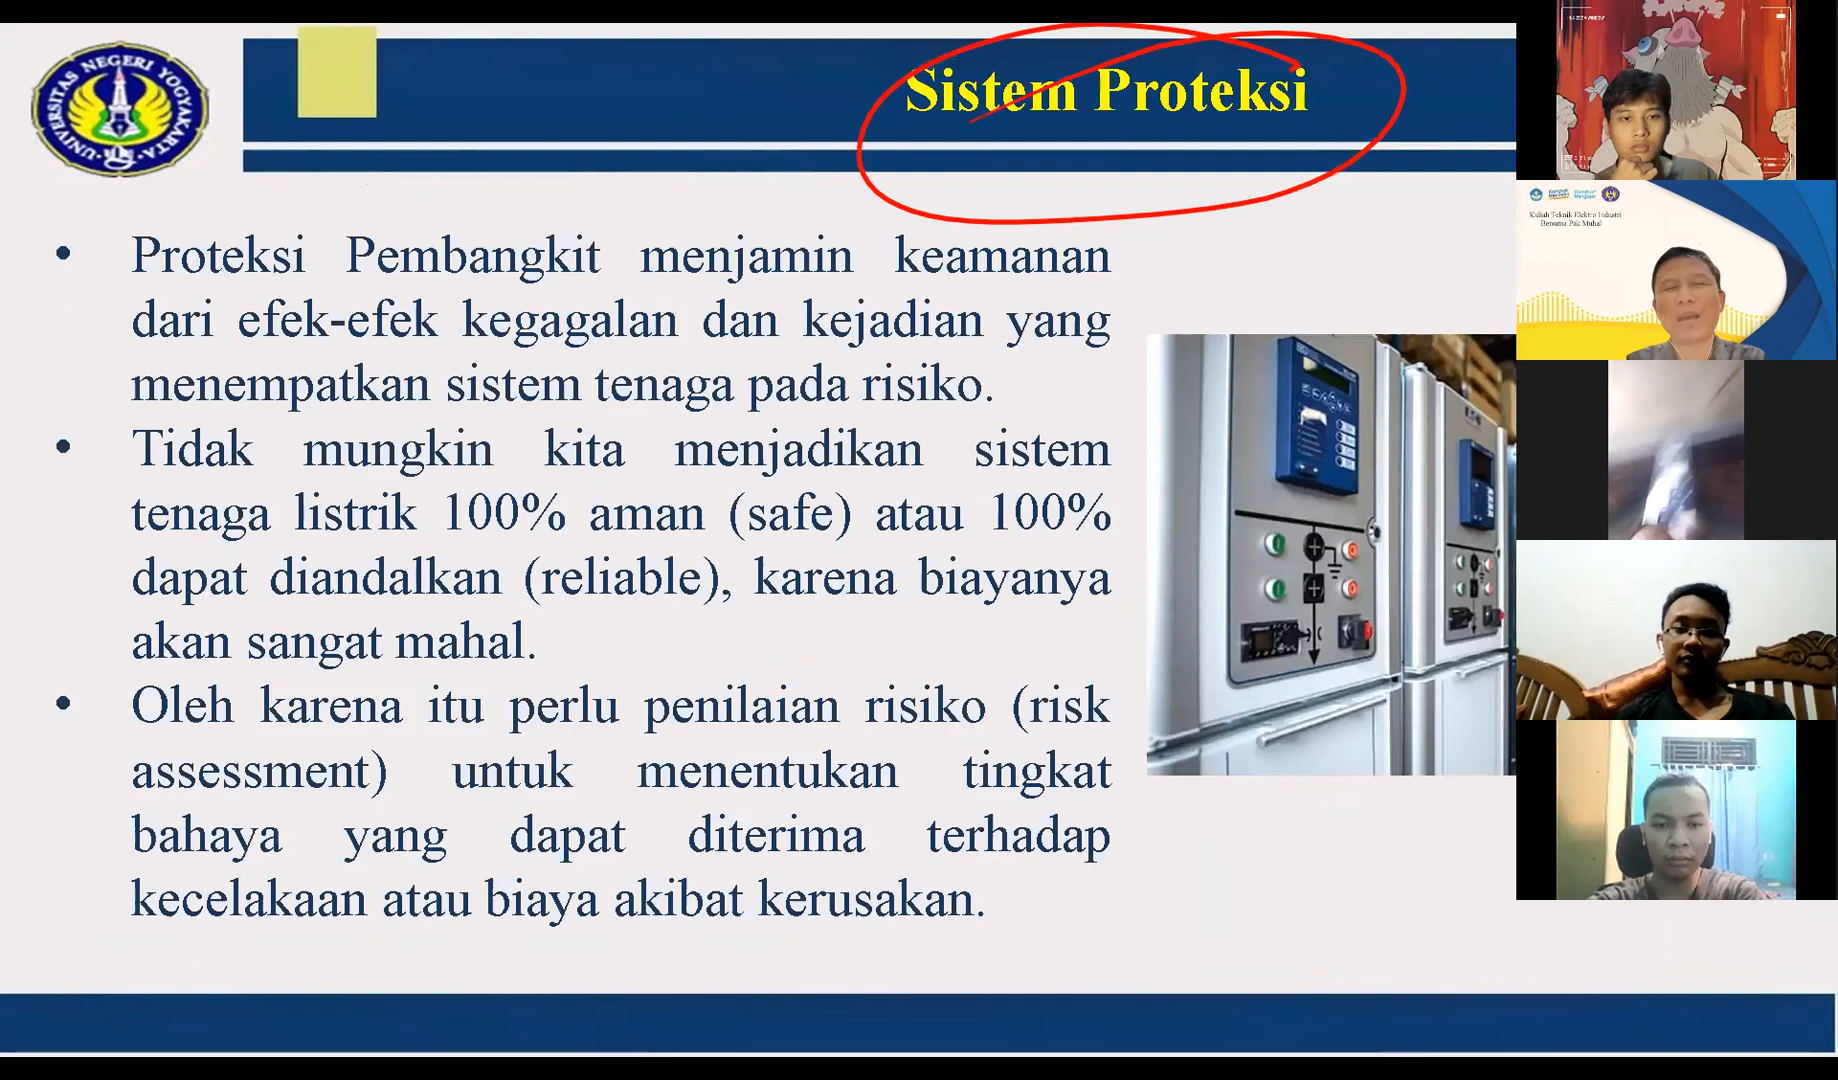 UNIVERSITAS NEGERI YOGYAKARTA
Sistem Proteksi
• Proteksi Pembangkit menjamin keamanan
dari efek-efek kegagalan dan kejadian yang
menempatkan sistem tenaga pada risiko.
• Tidak mungkin kita menjadikan sistem
tenaga listrik 100% aman (safe) atau 100%
dapat diandalkan (reliable), karena biayanya
akan sangat mahal.
• Oleh karena itu perlu penilaian risiko (risk
assessment) untuk menentukan tingkat
bahaya yang dapat diterima terhadap
kecelakaan atau biaya akibat kerusakan.
Kuliah Teknik Elektro Industri
Bersama Pak Muhal